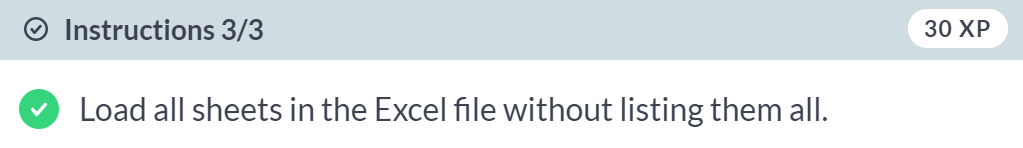 Instructions 3/3
30 XP
Load all sheets in the Excel file without listing them all.